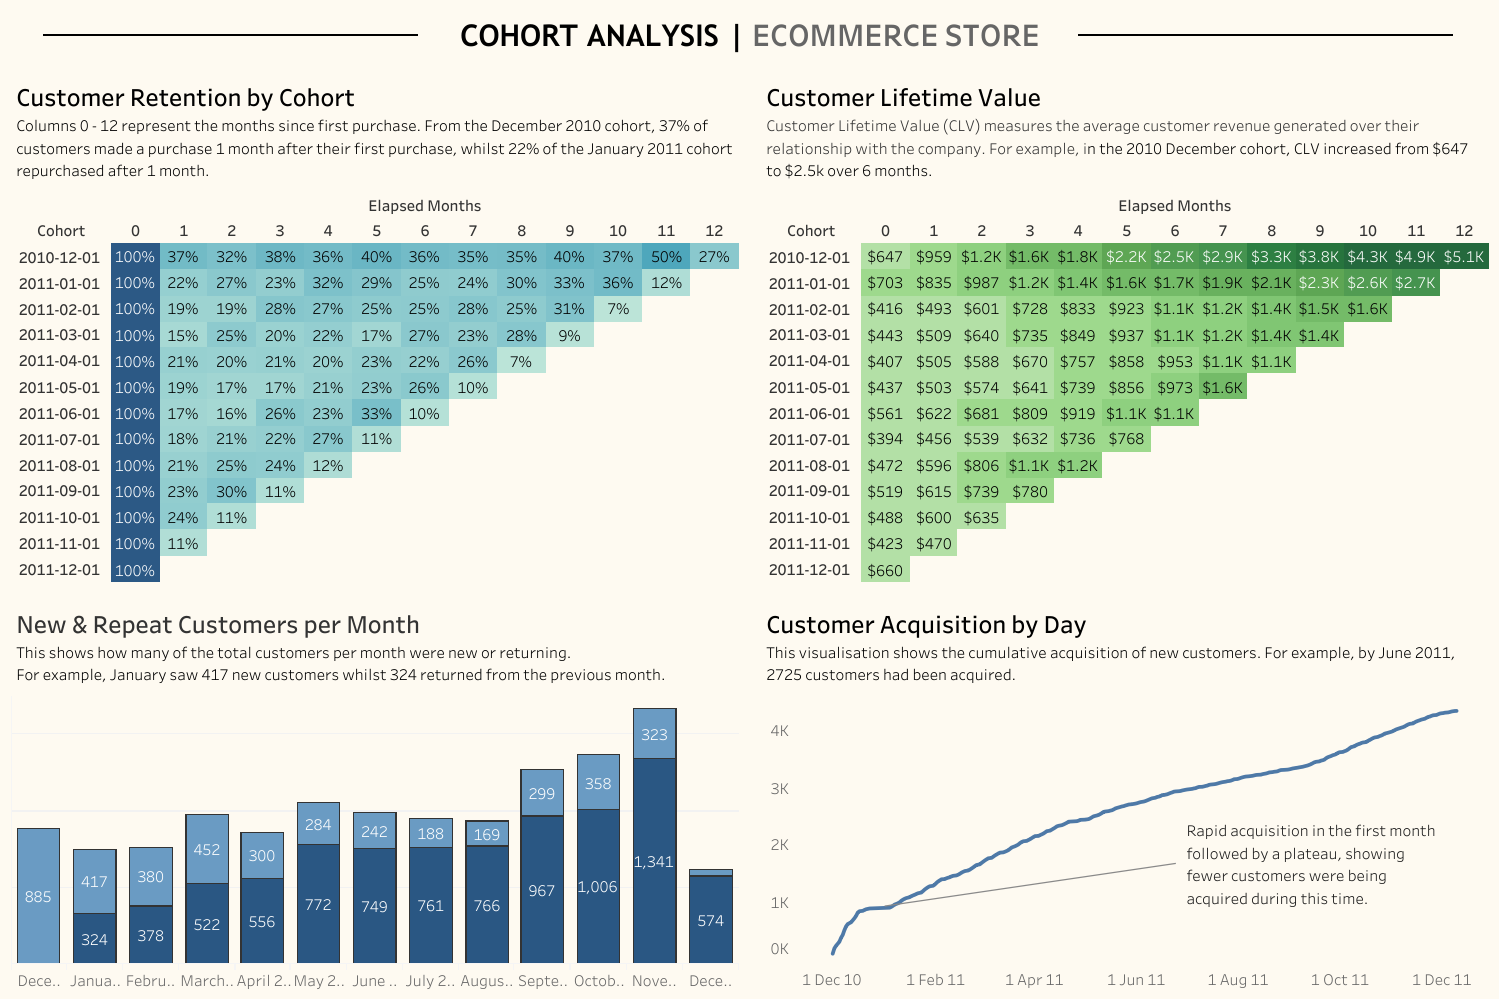 COHORT ANALYSIS | ECOMMERCE STORE
Customer Retention by Cohort
Columns 0 - 12 represent the months since first purchase. From the December 2010 cohort, 37% of
customers made a purchase 1 month after their first purchase, whilst 22% of the January 2011 cohort
repurchased after 1 month.
Elapsed Months
Cohort 0 1 2 3 4 5 6 7 8 9 10 11 12
2010-12-01 100% 37% 32% 38% 36% 40% 36% 35% 35% 40% 37% 50% 27%
2011-01-01 100% 22% 27% 23% 32% 29% 25% 24% 30% 33% 36% 12%
2011-02-01 100% 19% 19% 28% 27% 25% 25% 28% 25% 31% 7%
2011-03-01 100% 15% 25% 20% 22% 17% 27% 23% 28% 9%
2011-04-01 100% 21% 20% 21% 20% 23% 22% 26% 7%
2011-05-01 100% 19% 17% 17% 21% 23% 26% 10%
2011-06-01 100% 17% 16% 26% 23% 33% 10%
2011-07-01 100% 18% 21% 22% 27% 11%
2011-08-01 100% 21% 25% 24% 12%
2011-09-01 100% 23% 30% 11%
2011-10-01 100% 24% 11%
2011-11-01 100% 11%
2011-12-01 100%
Customer Lifetime Value
Customer Lifetime Value (CLV) measures the average customer revenue generated over their
relationship with the company. For example, in the 2010 December cohort, CLV increased from $647
to $2.5k over 6 months.
Elapsed Months
Cohort 0 1 2 3 4 5 6 7 8 9 10 11 12
2010-12-01 $647 $959 $1.2K $1.6K $1.8K $2.2K $2.5K $2.9K $3.3K $3.8K $4.3K $4.9K $5.1K
2011-01-01 $703 $835 $987 $1.2K $1.4K $1.6K $1.7K $1.9K $2.1K $2.3K $2.6K $2.7K
2011-02-01 $416 $493 $601 $728 $833 $923 $1.1K $1.2K $1.4K $1.5K $1.6K
2011-03-01 $443 $509 $640 $735 $849 $937 $1.1K $1.2K $1.4K $1.4K
2011-04-01 $407 $505 $588 $670 $757 $858 $953 $1.1K $1.1K
2011-05-01 $437 $503 $574 $641 $739 $856 $973 $1.6K
2011-06-01 $561 $622 $681 $809 $919 $1.1K $1.1K
2011-07-01 $394 $456 $539 $632 $736 $768
2011-08-01 $472 $596 $806 $1.1K $1.2K
2011-09-01 $519 $615 $739 $780
2011-10-01 $488 $600 $635
2011-11-01 $423 $470
2011-12-01 $660
New & Repeat Customers per Month
This shows how many of the total customers per month were new or returning.
For example, January saw 417 new customers whilst 324 returned from the previous month.
885 417 380 452 300 284 242 188 169 299 358 323
324 378 522 556 772 749 761 766 967 1,006 1,341 574
Dece.. Janua.. Febru.. March.. April 2.. May 2.. June .. July 2.. Augus.. Septe.. Octob.. Nove.. Dece..
Customer Acquisition by Day
This visualisation shows the cumulative acquisition of new customers. For example, by June 2011,
2725 customers had been acquired.
4K
3K
2K
1K
0K
Rapid acquisition in the first month
followed by a plateau, showing
fewer customers were being
acquired during this time.
1 Dec 10 1 Feb 11 1 Apr 11 1 Jun 11 1 Aug 11 1 Oct 11 1 Dec 11